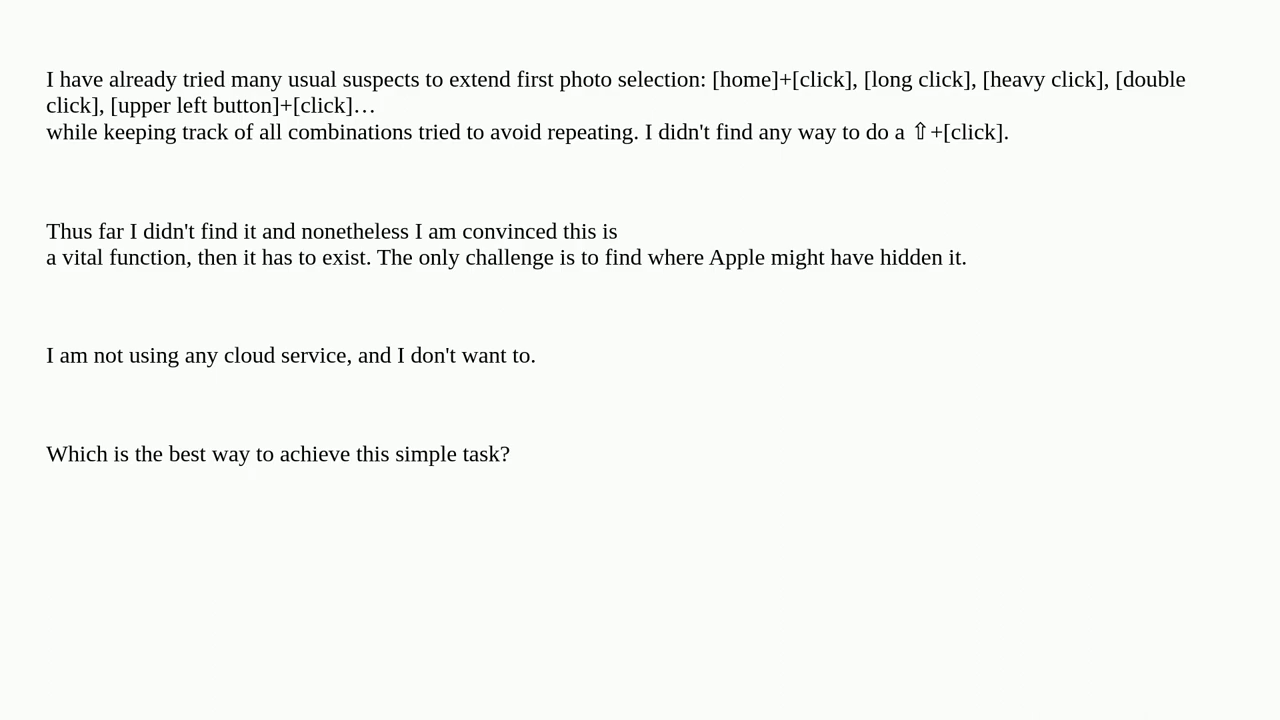 I have already tried many usual suspects to extend first photo selection: [home]+[click], [long click], [heavy click], [double
click], [upper left button]+[click]…
while keeping track of all combinations tried to avoid repeating. I didn't find any way to do a ⇧+[click].
Thus far I didn't find it and nonetheless I am convinced this is
a vital function, then it has to exist. The only challenge is to find where Apple might have hidden it.
I am not using any cloud service, and I don't want to.
Which is the best way to achieve this simple task?